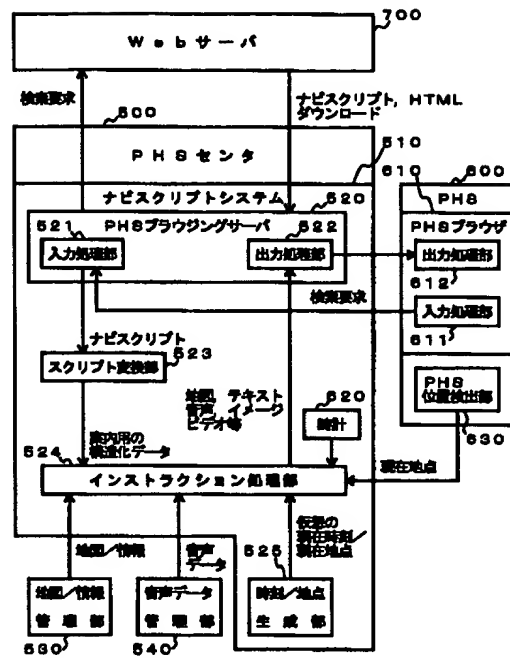 700
Webサーバ
検索要求
ナビスクリプト,HTML
ダウンロード
500
PHSセンタ
510
610
600
PHS
ナビスクリプトシステム
520
PHSブラウジングサーバ
521
522
入力処理部
出力処理部
PHSブラウザ
出力処理部
612
検索要求
入力処理部
611
ナビスクリプト
523
スクリプト変換部
地図,テキスト
音声,イメージ
ビデオ等
620
時計
PHS
位置検出部
630
案内用の
構造化データ
524
インストラクション処理部
現在地点
地図/情報
音声
データ
仮想の
現在時刻/
現在地点
525
地図/情報
管理部
530
音声データ
管理部
540
時刻/地点
生成部